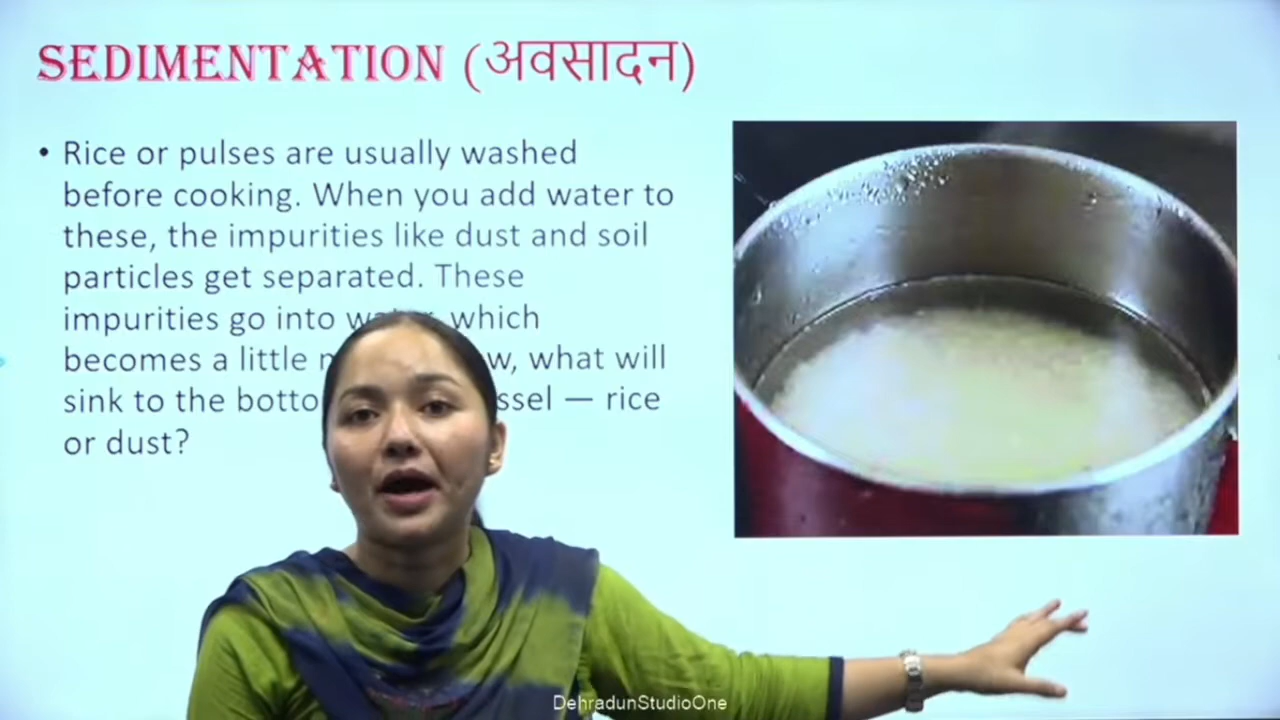 SEDIMENTATION (अवसादन)
• Rice or pulses are usually washed
before cooking. When you add water to
these, the impurities like dust and soil
particles get separated. These
impurities go into which
becomes a little what will
sink to the — rice
or dust?
DehradunStudioOne